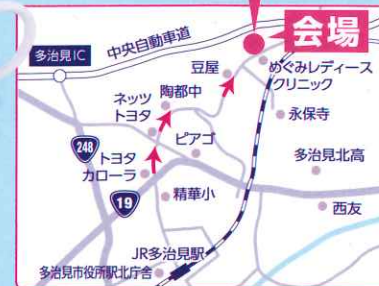 会場
中央自動車道
多治見IC
豆屋
めぐみレディース
クリニック
陶都中
ネッツ
トヨタ
永保寺
ピアゴ
248
トヨタ
カローラ
多治見北高
19
精華小
西友
JR多治見駅
多治見市役所駅北庁舎